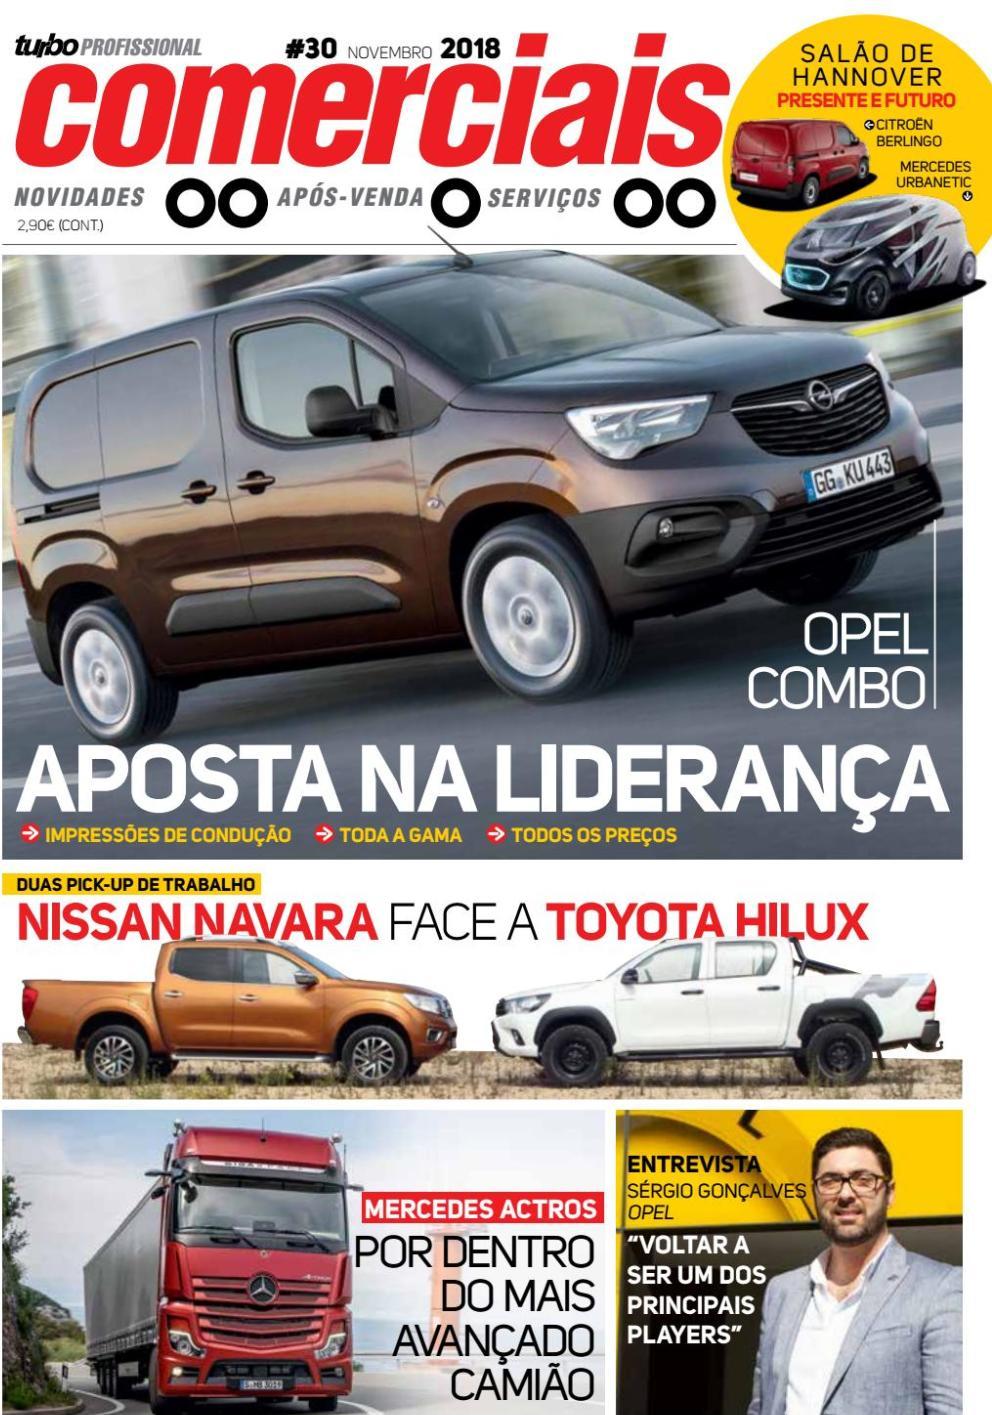 turbo PROFISSIONAL
#30 NOVEMBRO 2018
comerciais
NOVIDADES
APÓS-VENDA
SERVIÇOS
2,90€ (CONT.)
SALÃO DE
HANNOVER
PRESENTE E FUTURO
CITROËN
BERLINGO
MERCEDES
URBANETIC
GG KU 443
OPEL
COMBO
APOSTA NA LIDERANÇA
IMPRESSÕES DE CONDUÇÃO
TODA A GAMA
TODOS OS PREÇOS
DUAS PICK-UP DE TRABALHO
NISSAN NAVARA FACE A TOYOTA HILUX
MERCEDES ACTROS
POR DENTRO
DO MAIS
AVANÇADO
CAMIÃO
ENTREVISTA
SÉRGIO GONÇALVES
OPEL
“VOLTAR A
SER UM DOS
PRINCIPAIS
PLAYERS”